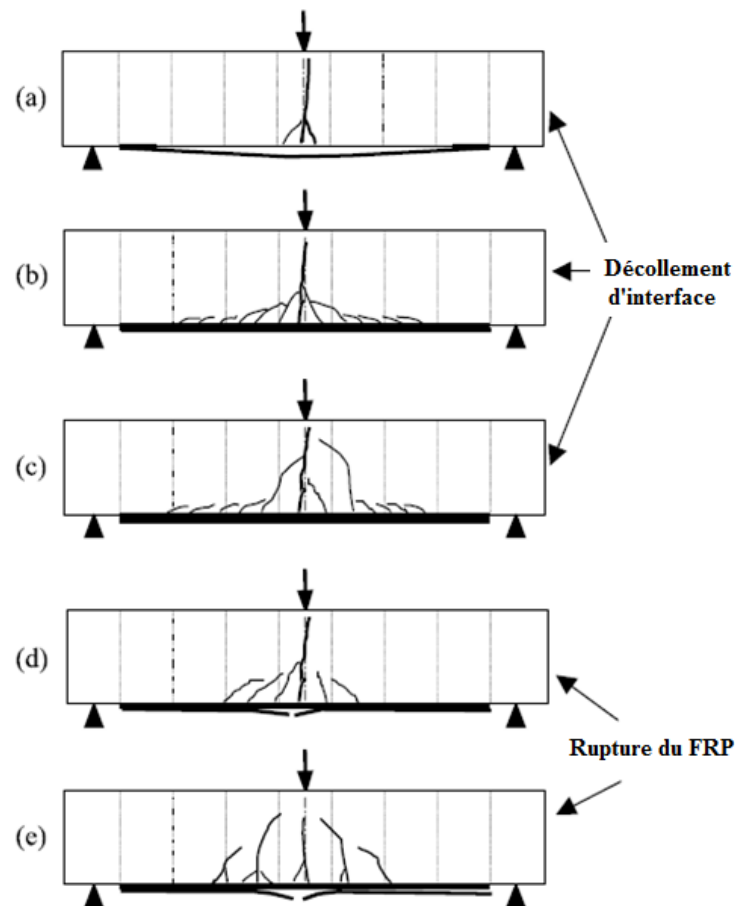 (a)
(b)
Décollement
d'interface
(c)
(d)
Rupture du FRP
(e)